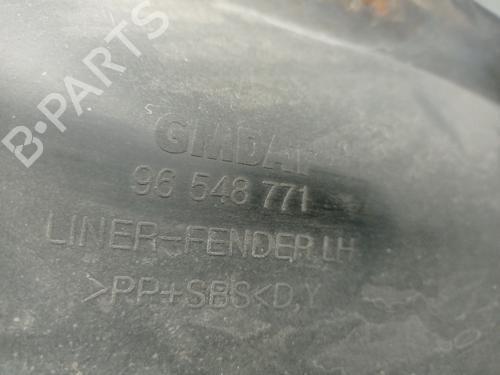 B-PARTS
GMDAT
96 548 771
LINER-FENDER LH
>PP+SBS<D,Y